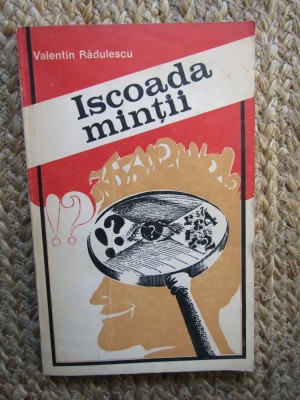 Valentin Rădulescu
Iscoada
minții
!?
!?
?